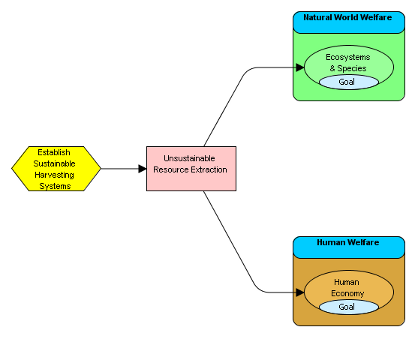 Natural World Welfare
Ecosystems
& Species
Goal
Establish
Sustainable
Harvesting
Systems
Unsustainable
Resource Extraction
Human Welfare
Human
Economy
Goal